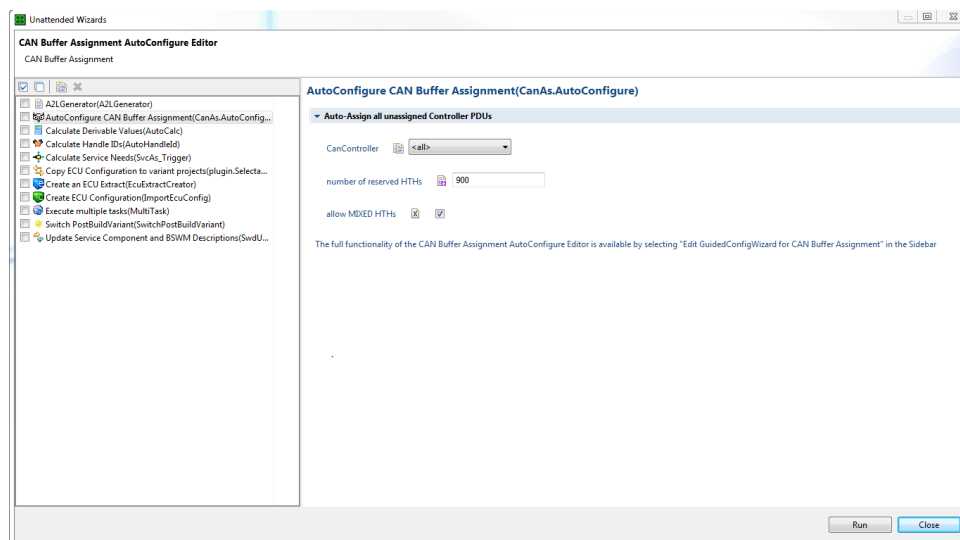 Unattended Wizards
CAN Buffer Assignment AutoConfigure Editor
CAN Buffer Assignment
A2LGenerator(A2LGenerator)
AutoConfigure CAN Buffer Assignment(CanAs.AutoConfig...
Calculate Derivable Values(AutoCalc)
Calculate Handle IDs(AutoHandleId)
Calculate Service Needs(SvcAs_Trigger)
Copy ECU Configuration to variant projects(plugin.Selecta...
Create an ECU Extract(EcuExtractCreator)
Create ECU Configuration(ImportEcuConfig)
Execute multiple tasks(MultiTask)
Switch PostBuildVariant(SwitchPostBuildVariant)
Update Service Component and BSWM Descriptions(SwdU...
AutoConfigure CAN Buffer Assignment(CanAs.AutoConfigure)
Auto-Assign all unassigned Controller PDUs
CanController <all>
number of reserved HTHs 900
allow MIXED HTHs
The full functionality of the CAN Buffer Assignment AutoConfigure Editor is available by selecting "Edit GuidedConfigWizard for CAN Buffer Assignment" in the Sidebar
Run Close